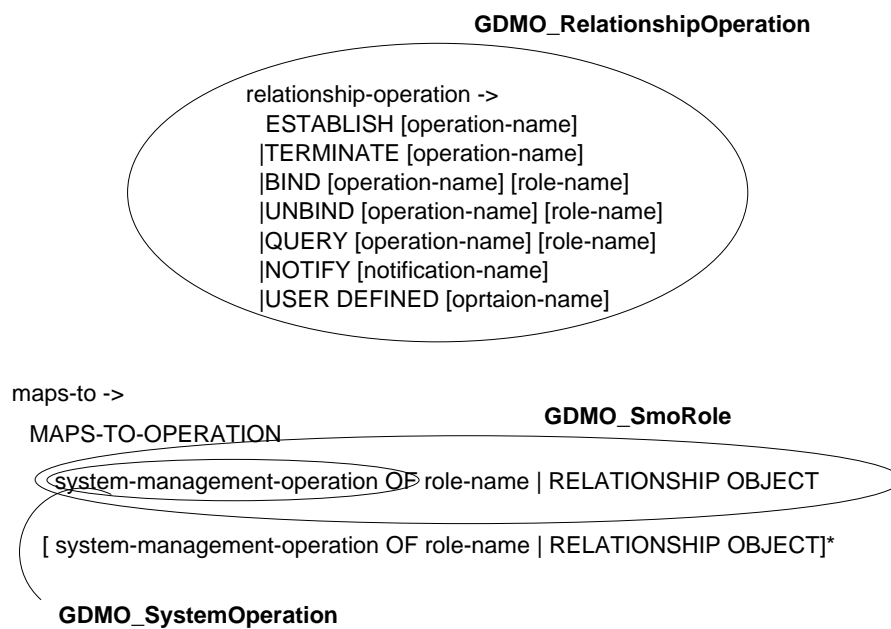 GDMO_RelationshipOperation
relationship-operation ->
ESTABLISH [operation-name]
|TERMINATE [operation-name]
|BIND [operation-name] [role-name]
|UNBIND [operation-name] [role-name]
|QUERY [operation-name] [role-name]
|NOTIFY [notification-name]
|USER DEFINED [oprtaion-name]
maps-to ->
GDMO_SmoRole
MAPS-TO-OPERATION
system-management-operation OF role-name | RELATIONSHIP OBJECT
[ system-management-operation OF role-name | RELATIONSHIP OBJECT]*
GDMO_SystemOperation